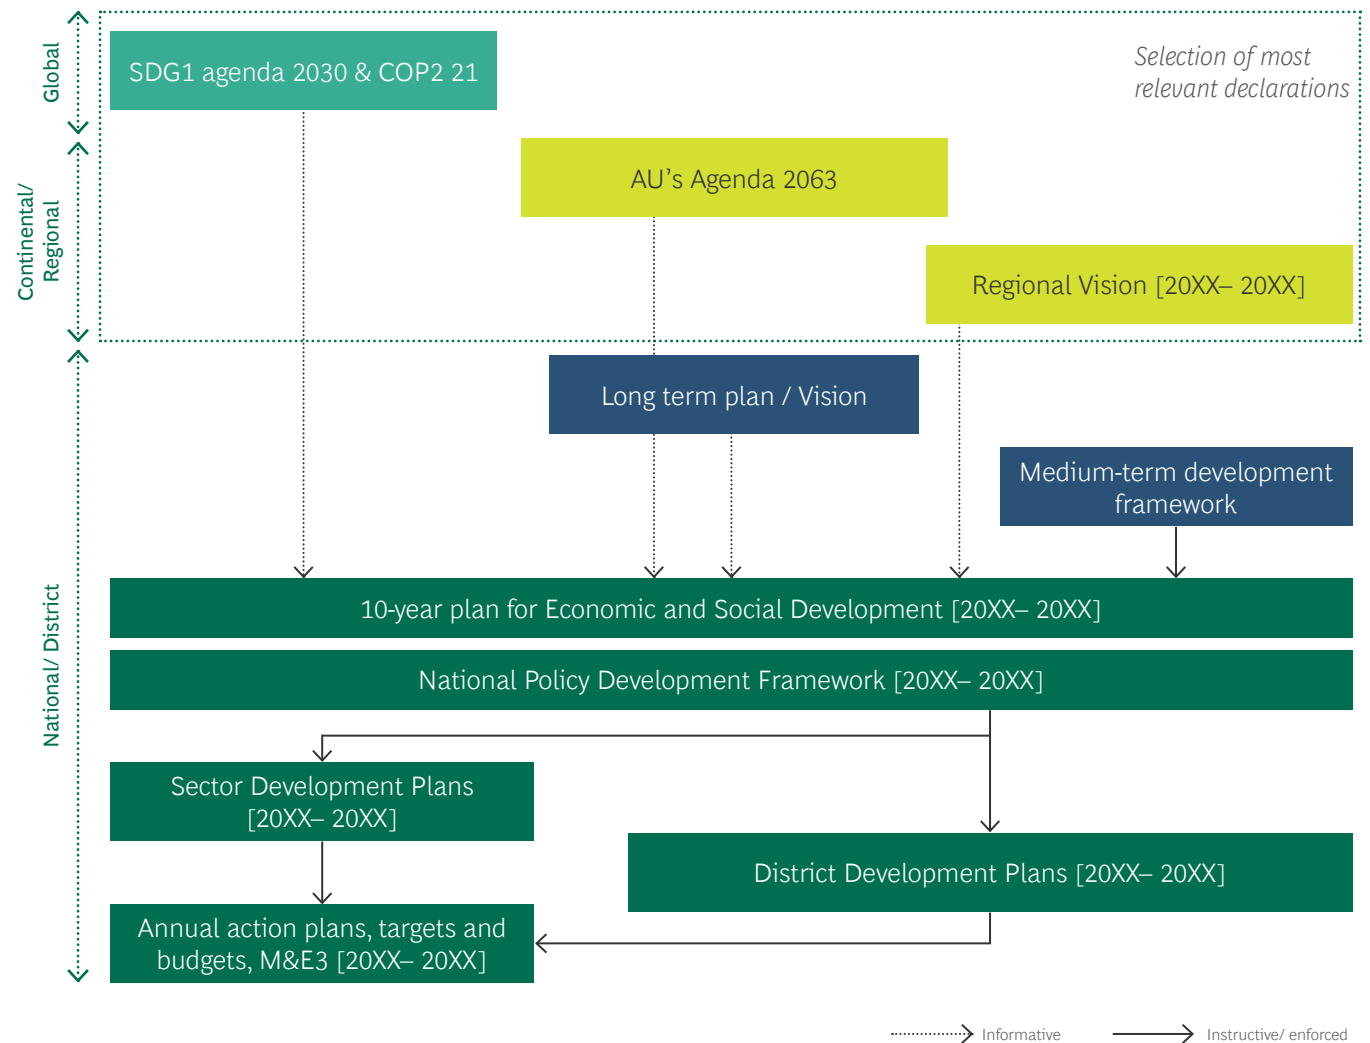 Global
SDG1 agenda 2030 & COP2 21
Selection of most
relevant declarations
Continental/
Regional
AU's Agenda 2063
Regional Vision [20XX– 20XX]
National/ District
Long term plan / Vision
Medium-term development
framework
10-year plan for Economic and Social Development [20XX– 20XX]
National Policy Development Framework [20XX– 20XX]
Sector Development Plans
[20XX– 20XX]
District Development Plans [20XX– 20XX]
Annual action plans, targets and
budgets, M&E3 [20XX– 20XX]
Informative
Instructive/ enforced